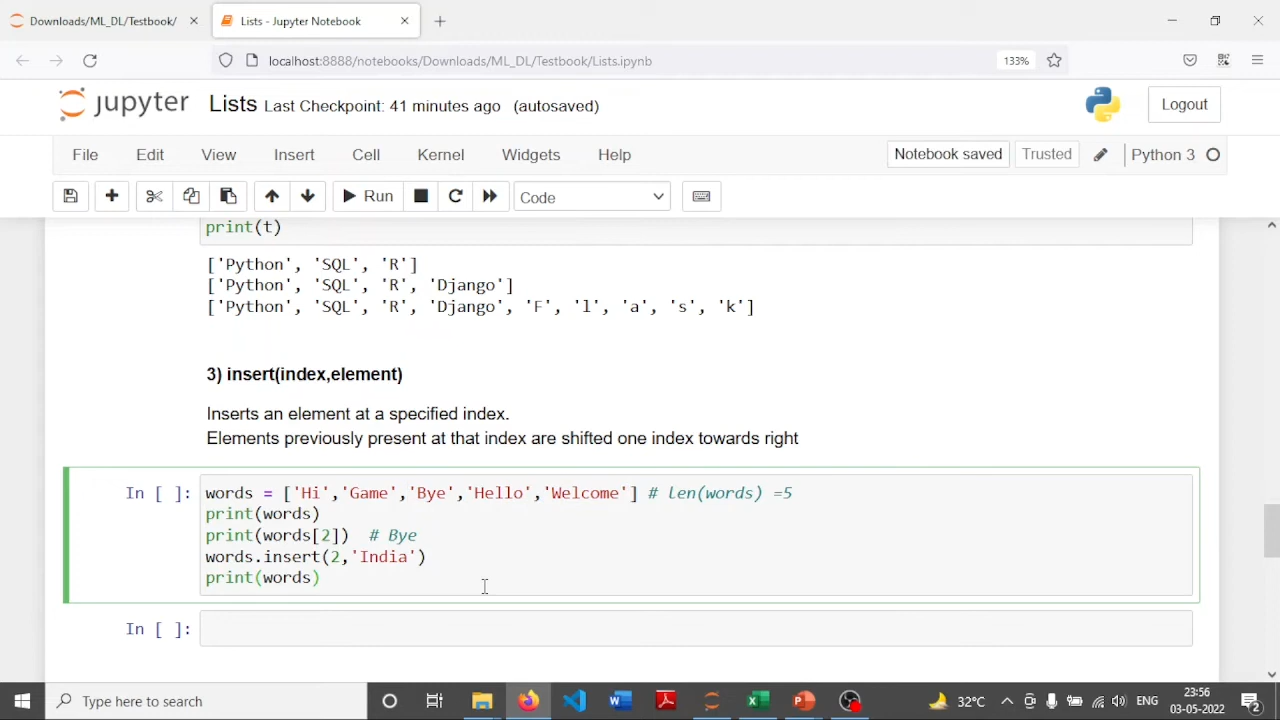 Downloads/ML_DL/Testbook/
Lists - Jupyter Notebook
localhost:8888/notebooks/Downloads/ML_DL/Testbook/Lists.ipynb
133%
jupyter
Lists Last Checkpoint: 41 minutes ago (autosaved)
Logout
File Edit View Insert Cell Kernel Widgets Help
Notebook saved
Trusted
Python 3
Run
Code
print(t)
['Python', 'SQL', 'R']
['Python', 'SQL', 'R', 'Django']
['Python', 'SQL', 'R', 'Django', 'F', 'l', 'a', 's', 'k']
3) insert(index,element)
Inserts an element at a specified index.
Elements previously present at that index are shifted one index towards right
In [ ]: words = ['Hi','Game','Bye','Hello','Welcome'] # len(words) =5
print(words)
print(words[2])  # Bye
words.insert(2,'India')
print(words)
In [ ]:
Type here to search
32°C
ENG
23:56
03-05-2022
2